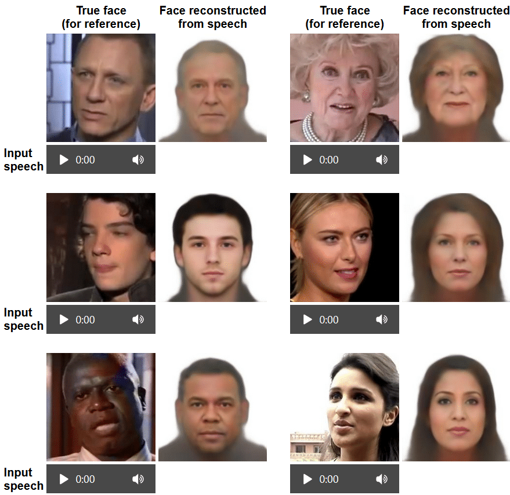 True face
(for reference)
Face reconstructed
from speech
True face
(for reference)
Face reconstructed
from speech
Input
speech
0:00
0:00
Input
speech
0:00
0:00
Input
speech
0:00
0:00